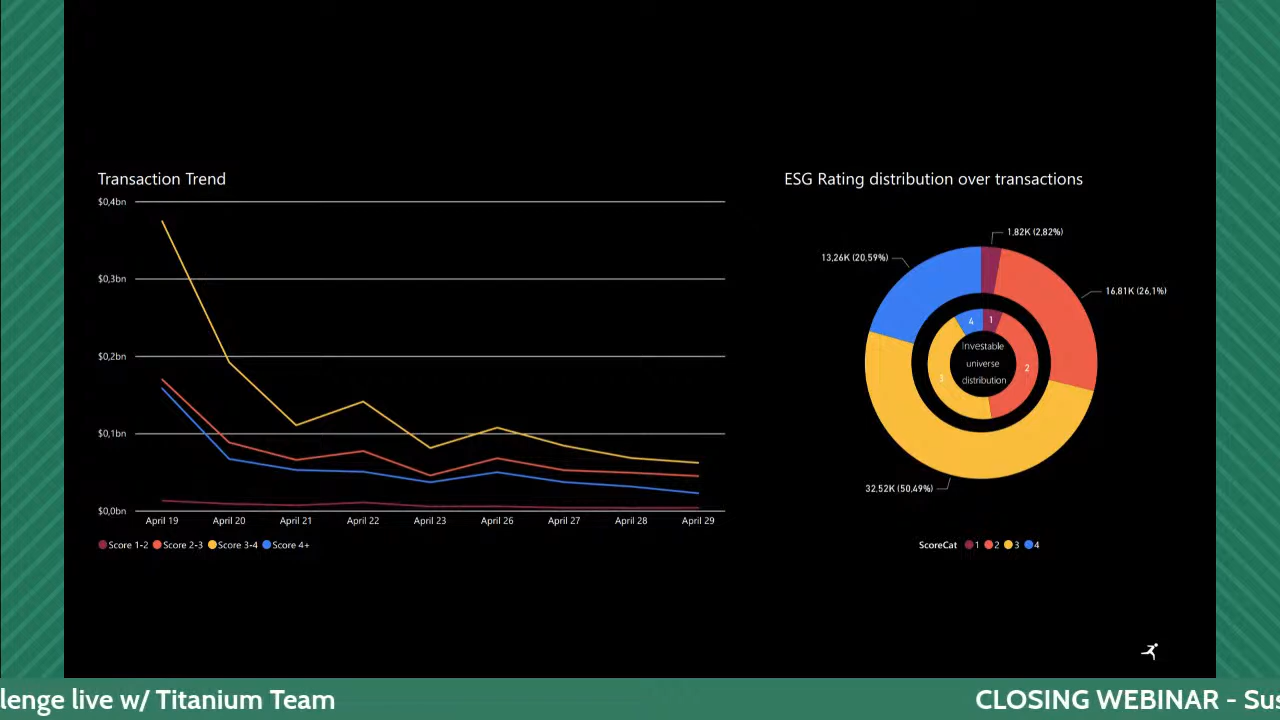 Transaction Trend
$0,4bn
$0,3bn
$0,2bn
$0,1bn
$0,0bn
April 19 April 20 April 21 April 22 April 23 April 26 April 27 April 28 April 29
Score 1-2 Score 2-3 Score 3-4 Score 4+
ESG Rating distribution over transactions
1,82K (2,82%)
13,26K (20,59%)
16,81K (26,1%)
4 1
Investable
universe
distribution
3 2
32,52K (50,49%)
ScoreCat 1 2 3 4
lenge live w/ Titanium Team
CLOSING WEBINAR - Sus